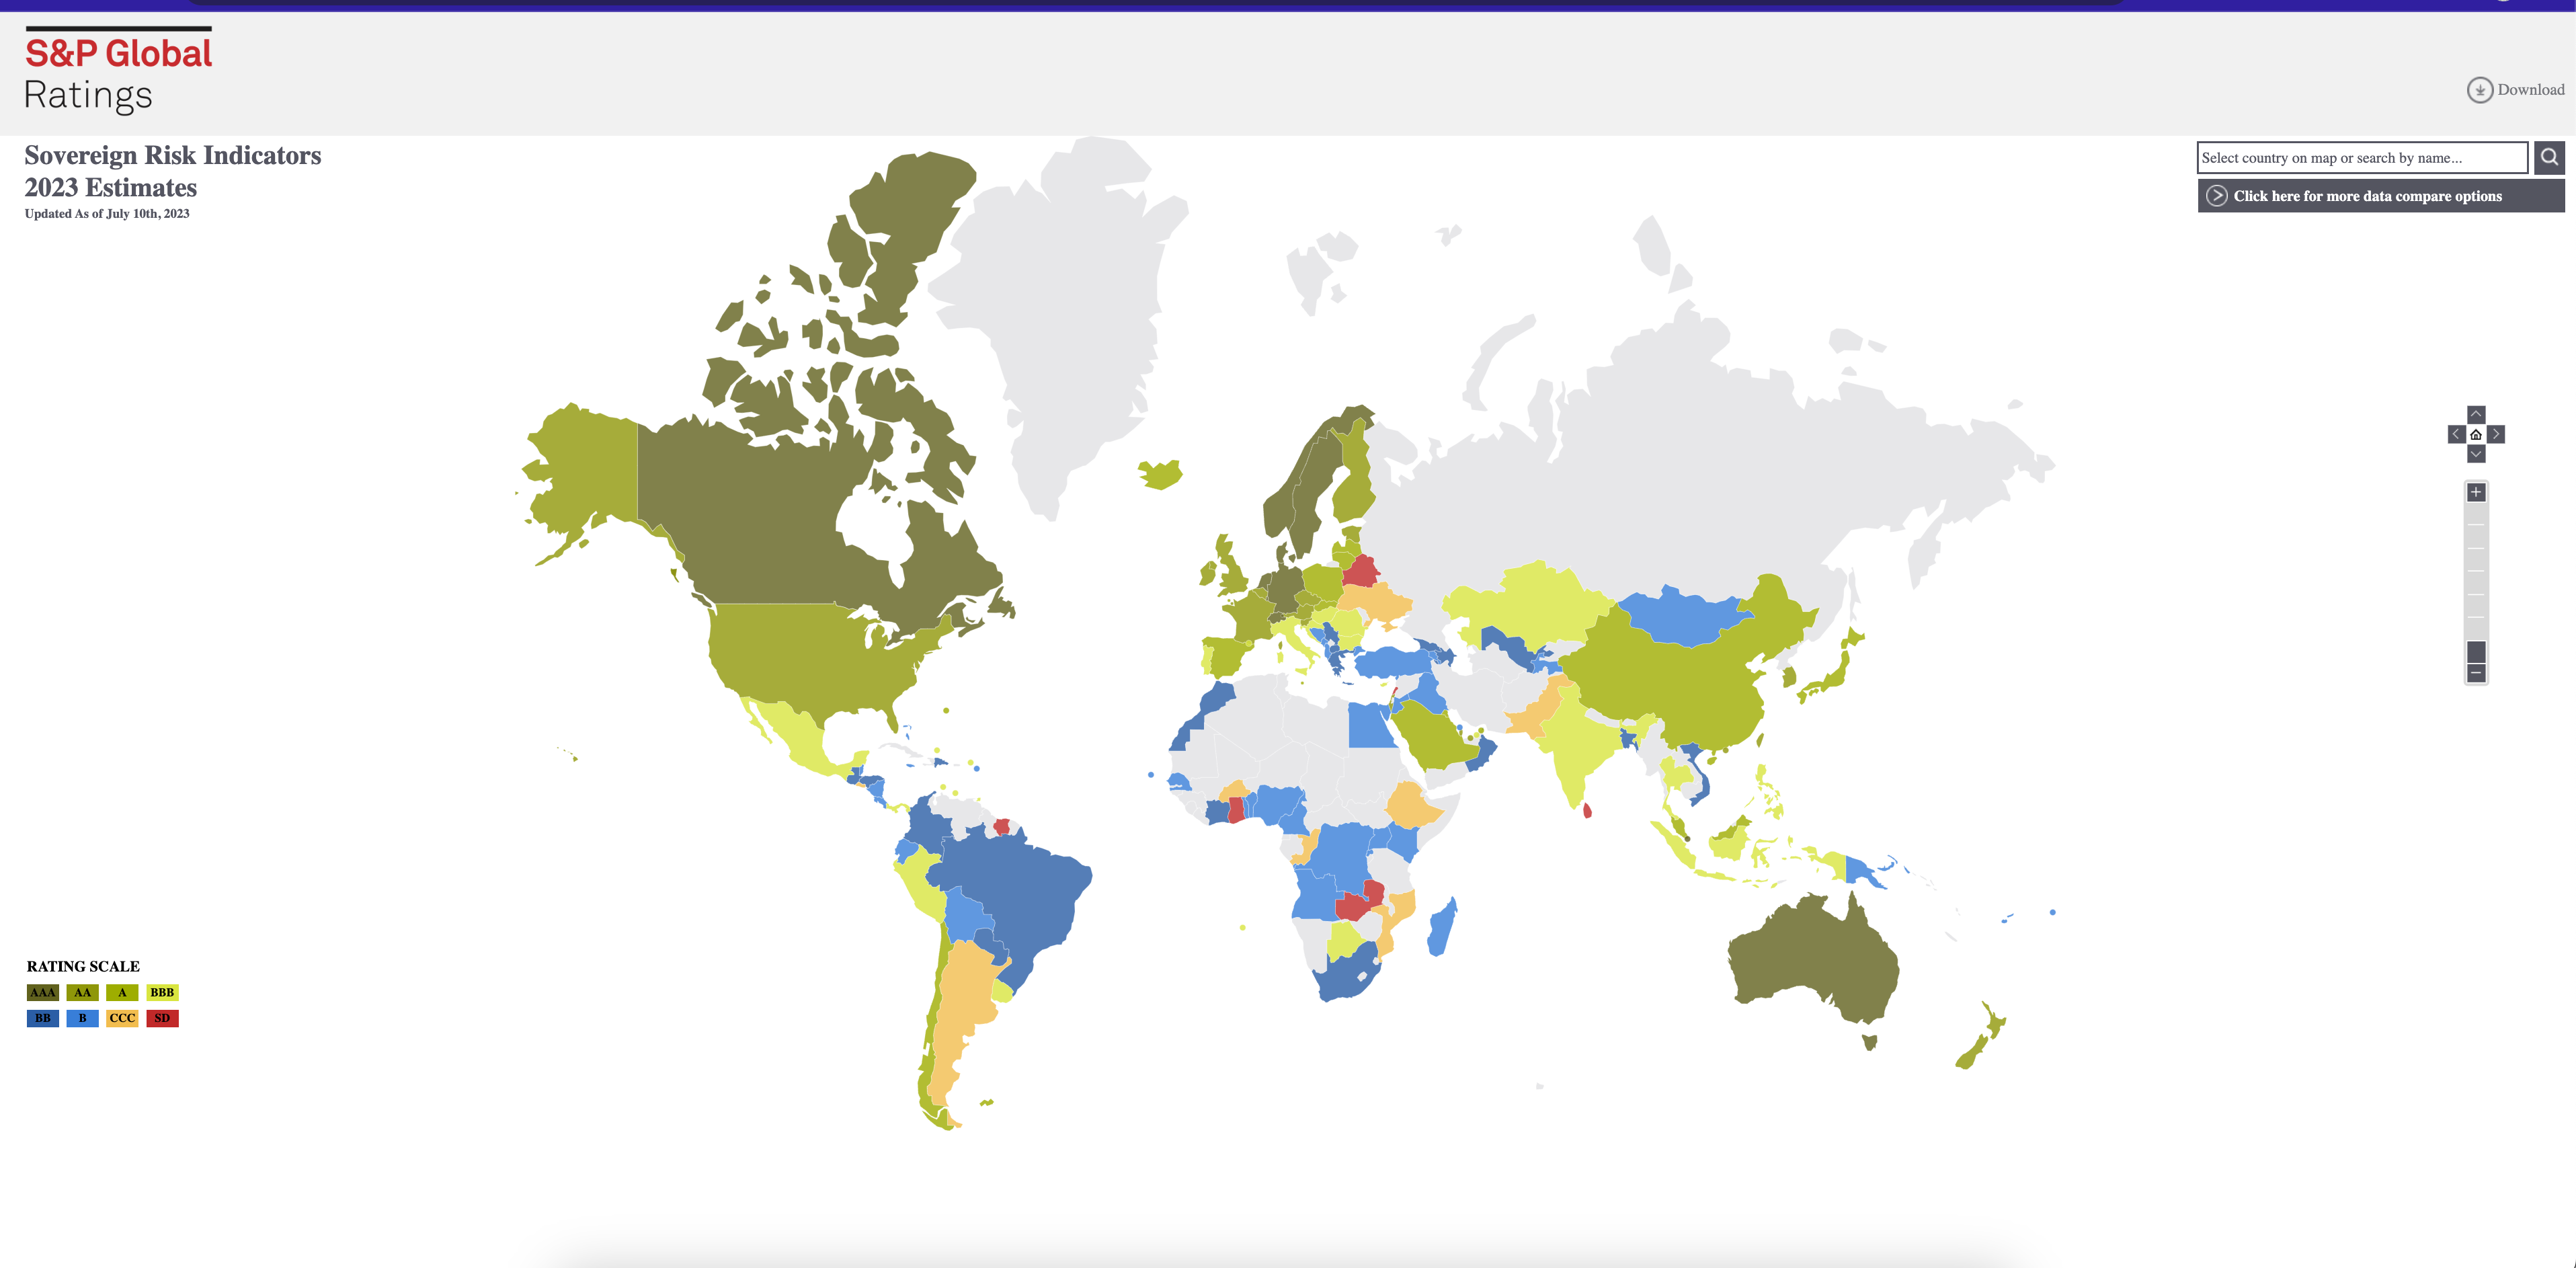 S&P Global
Ratings
Download
Sovereign Risk Indicators
2023 Estimates
Updated As of July 10th, 2023
Select country on map or search by name...
Click here for more data compare options
RATING SCALE
AAA AA A BBB
BB B CCC SD